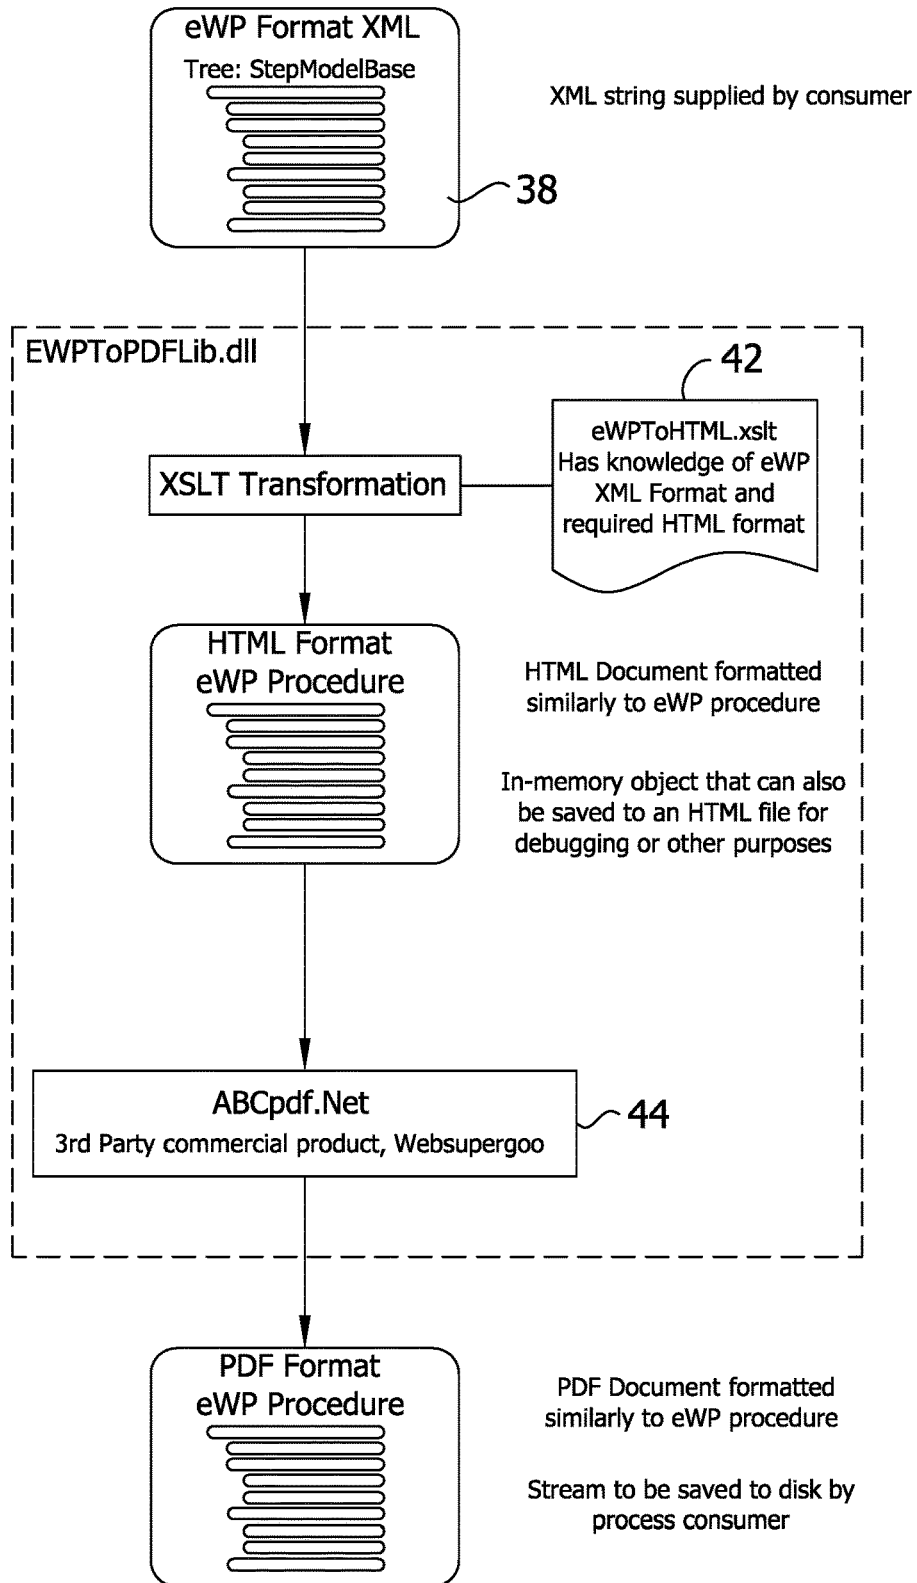 eWP Format XML
Tree: StepModelBase
XML string supplied by consumer
38
EWPToPDFLib.dll
42
eWPToHTML.xslt
Has knowledge of eWP
XML Format and
required HTML format
XSLT Transformation
HTML Format
eWP Procedure
HTML Document formatted
similarly to eWP procedure
In-memory object that can also
be saved to an HTML file for
debugging or other purposes
ABCpdf.Net
3rd Party commercial product, Websupergoo
44
PDF Format
eWP Procedure
PDF Document formatted
similarly to eWP procedure
Stream to be saved to disk by
process consumer